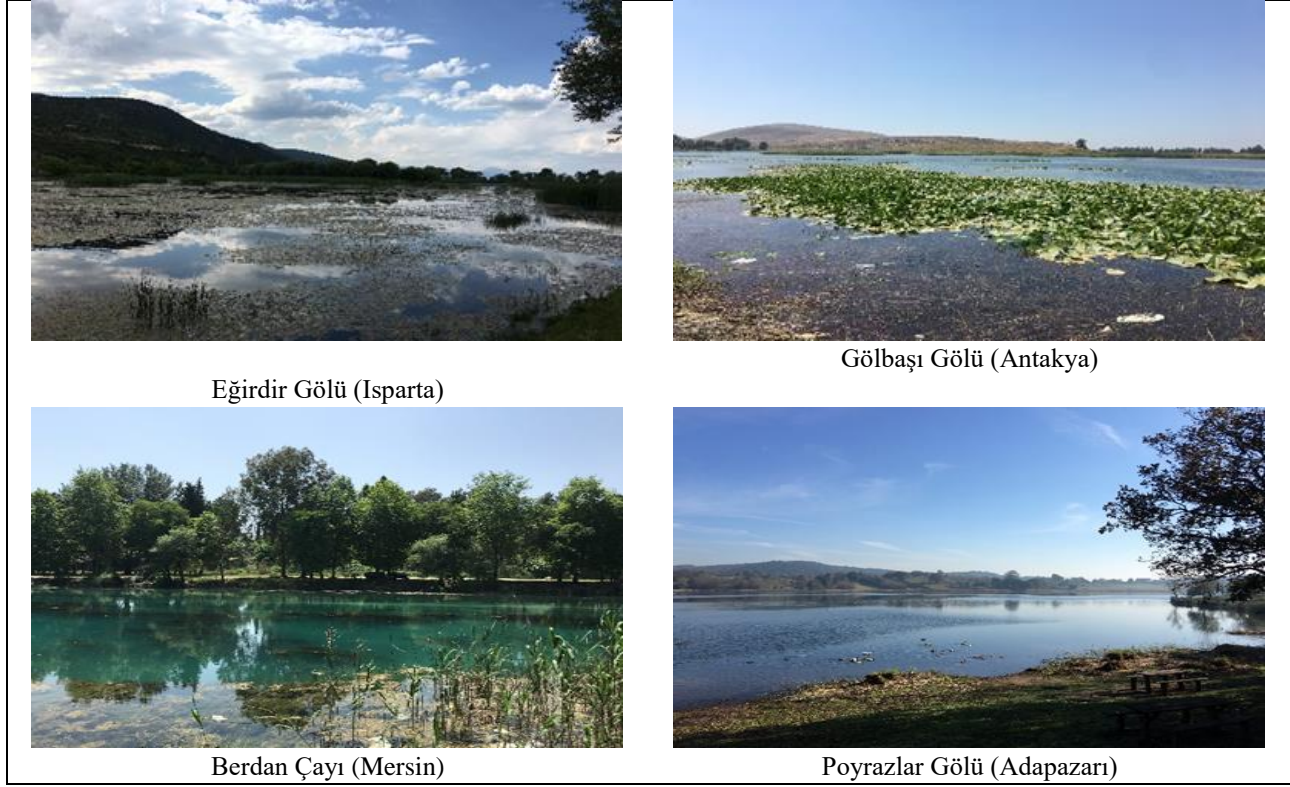 Eğirdir Gölü (Isparta)
Gölbaşı Gölü (Antakya)
Berdan Çayı (Mersin)
Poyrazlar Gölü (Adapazarı)